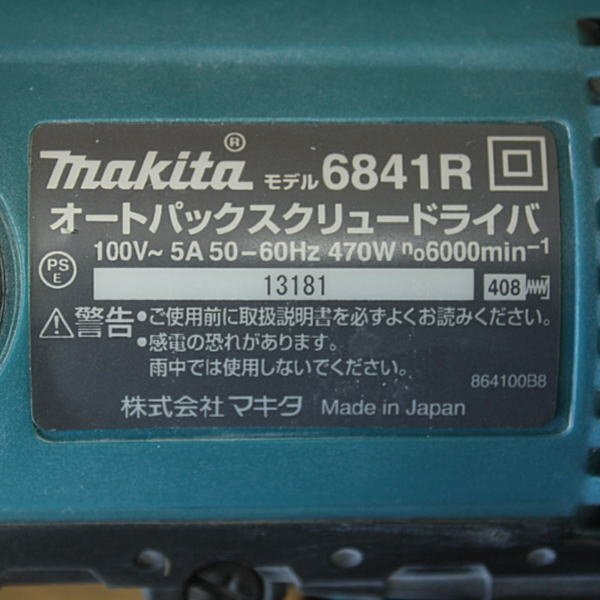 makita® モデル 6841R
オートパックスクリュードライバ
100V~ 5A 50-60Hz 470W n₀6000min⁻¹
PS E 13181 408
警告 ●ご使用前に取扱説明書を必ずよくお読みください。
●感電の恐れがあります。
雨中では使用しないでください。
864100B8
株式会社 マキタ Made in Japan